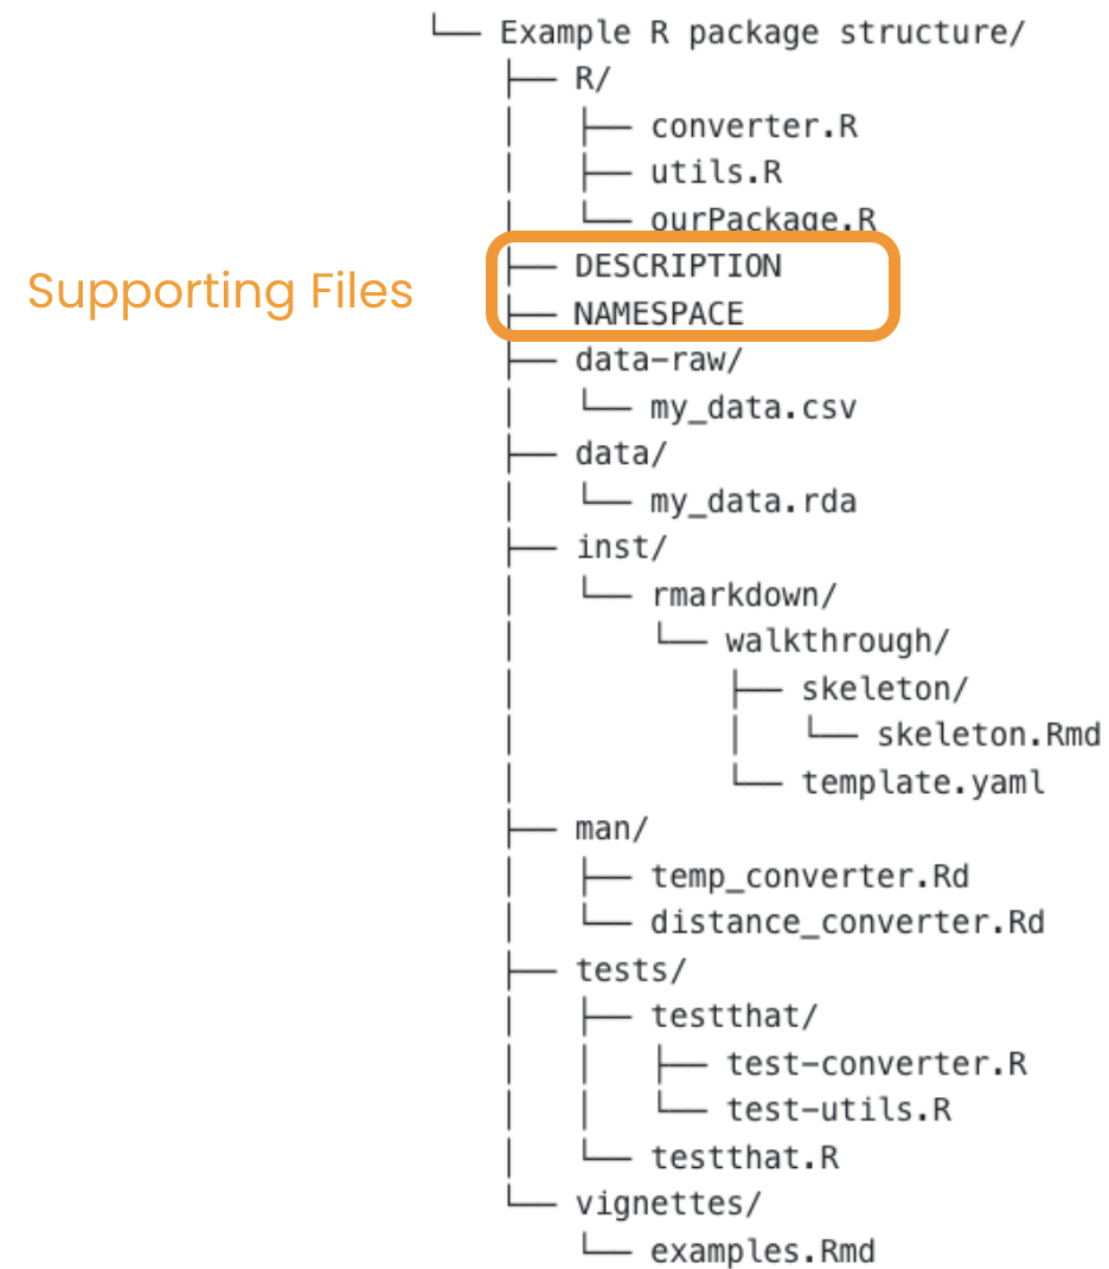 └── Example R package structure/
    ├── R/
    │   ├── converter.R
    │   ├── utils.R
    │   └── ourPackage.R
Supporting Files
    ├── DESCRIPTION
    ├── NAMESPACE
    ├── data-raw/
    │   └── my_data.csv
    ├── data/
    │   └── my_data.rda
    ├── inst/
    │   └── rmarkdown/
    │       └── walkthrough/
    │           ├── skeleton/
    │           │   └── skeleton.Rmd
    │           └── template.yaml
    ├── man/
    │   ├── temp_converter.Rd
    │   └── distance_converter.Rd
    ├── tests/
    │   ├── testthat/
    │   │   ├── test-converter.R
    │   │   └── test-utils.R
    │   └── testthat.R
    └── vignettes/
        └── examples.Rmd